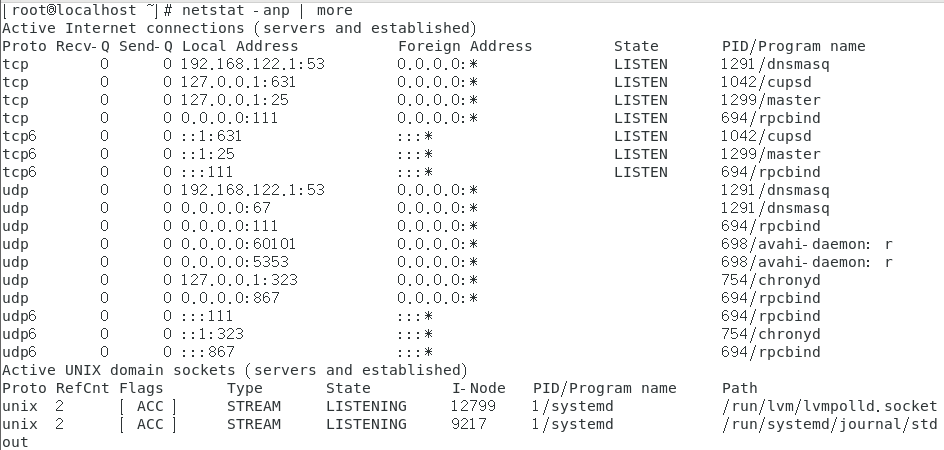 [root@localhost ~]# netstat -anp | more
Active Internet connections (servers and established)
Proto Recv-Q Send-Q Local Address           Foreign Address         State       PID/Program name
tcp        0      0 192.168.122.1:53        0.0.0.0:*               LISTEN      1291/dnsmasq
tcp        0      0 127.0.0.1:631           0.0.0.0:*               LISTEN      1042/cupsd
tcp        0      0 127.0.0.1:25            0.0.0.0:*               LISTEN      1299/master
tcp        0      0 0.0.0.0:111             0.0.0.0:*               LISTEN      694/rpcbind
tcp6       0      0 ::1:631                 :::*                    LISTEN      1042/cupsd
tcp6       0      0 ::1:25                  :::*                    LISTEN      1299/master
tcp6       0      0 :::111                  :::*                    LISTEN      694/rpcbind
udp        0      0 192.168.122.1:53        0.0.0.0:*                           1291/dnsmasq
udp        0      0 0.0.0.0:67              0.0.0.0:*                           1291/dnsmasq
udp        0      0 0.0.0.0:111             0.0.0.0:*                           694/rpcbind
udp        0      0 0.0.0.0:60101           0.0.0.0:*                           698/avahi-daemon: r
udp        0      0 0.0.0.0:5353            0.0.0.0:*                           698/avahi-daemon: r
udp        0      0 127.0.0.1:323           0.0.0.0:*                           754/chronyd
udp        0      0 0.0.0.0:867             0.0.0.0:*                           694/rpcbind
udp6       0      0 :::111                  :::*                                694/rpcbind
udp6       0      0 ::1:323                 :::*                                754/chronyd
udp6       0      0 :::867                  :::*                                694/rpcbind
Active UNIX domain sockets (servers and established)
Proto RefCnt Flags       Type       State         I-Node   PID/Program name     Path
unix  2      [ ACC ]     STREAM     LISTENING     12799    1/systemd            /run/lvm/lvmpolld.socket
unix  2      [ ACC ]     STREAM     LISTENING     9217     1/systemd            /run/systemd/journal/std
out